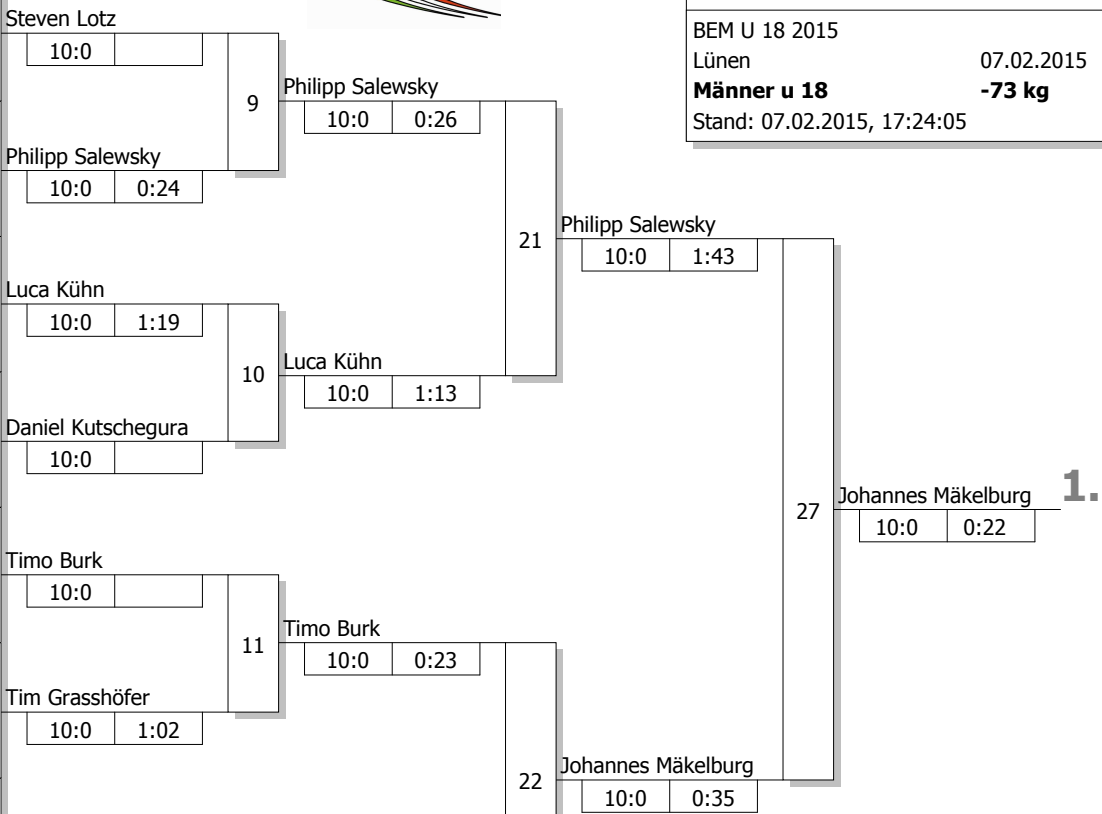 BEM U 18 2015
Lünen 07.02.2015
Männer u 18 -73 kg
Stand: 07.02.2015, 17:24:05
Steven Lotz
10:0
9
Philipp Salewsky
10:0 0:26
Philipp Salewsky
10:0 0:24
21
Philipp Salewsky
10:0 1:43
Luca Kühn
10:0 1:19
10
Luca Kühn
10:0 1:13
Daniel Kutschegura
10:0
27
Johannes Mäkelburg 1.
10:0 0:22
Timo Burk
10:0
11
Timo Burk
10:0 0:23
Tim Grasshöfer
10:0 1:02
22
Johannes Mäkelburg
10:0 0:35